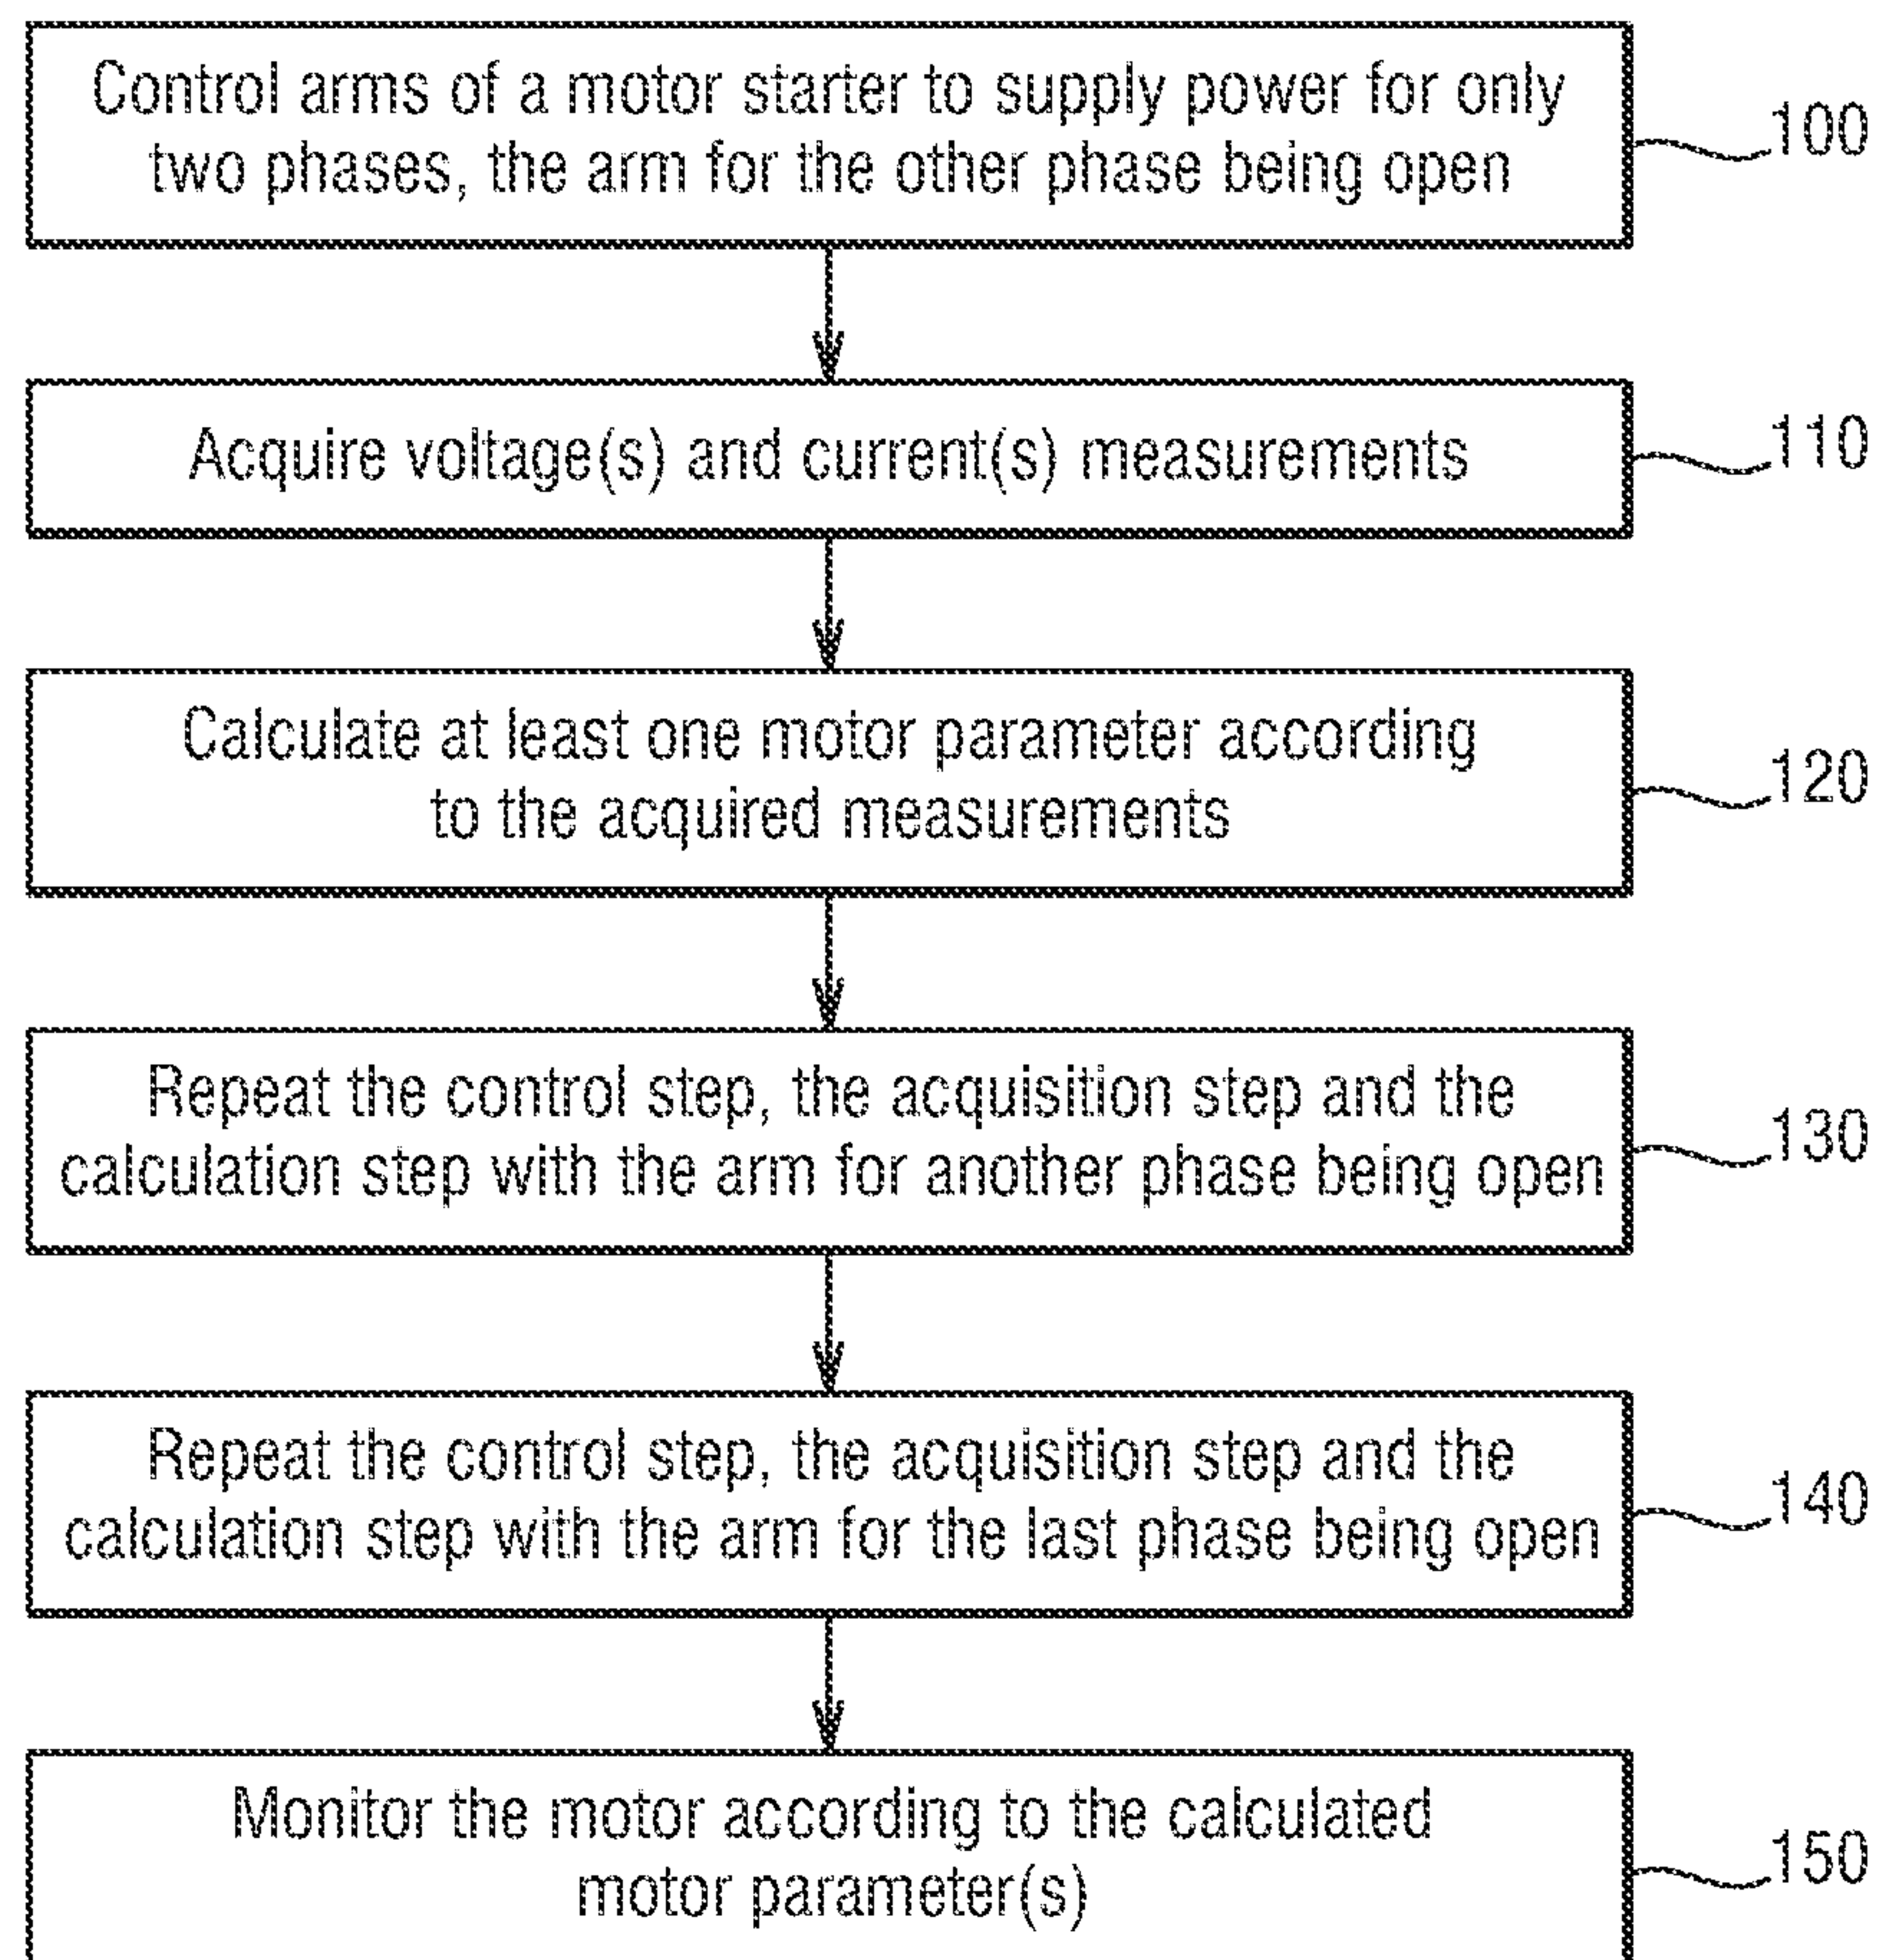 Control arms of a motor starter to supply power for only
two phases, the arm for the other phase being open
100
Acquire voltage(s) and current(s) measurements
110
Calculate at least one motor parameter according
to the acquired measurements
120
Repeat the control step, the acquisition step and the
calculation step with the arm for another phase being open
130
Repeat the control step, the acquisition step and the
calculation step with the arm for the last phase being open
140
Monitor the motor according to the calculated
motor parameter(s)
150